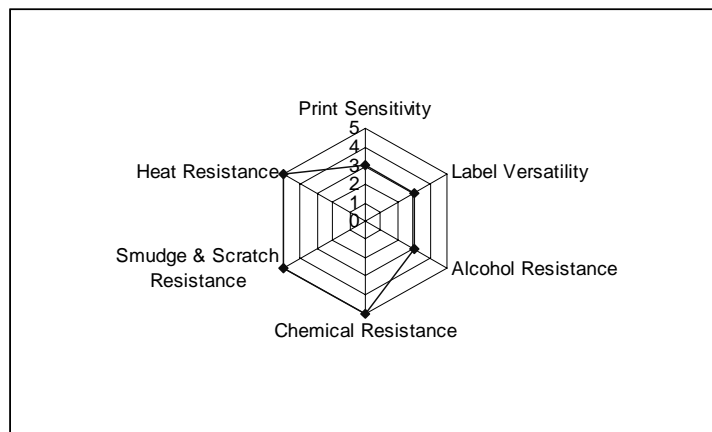 Print Sensitivity
5
4
3
2
1
0
Label Versatility
Alcohol Resistance
Chemical Resistance
Smudge & Scratch
Resistance
Heat Resistance